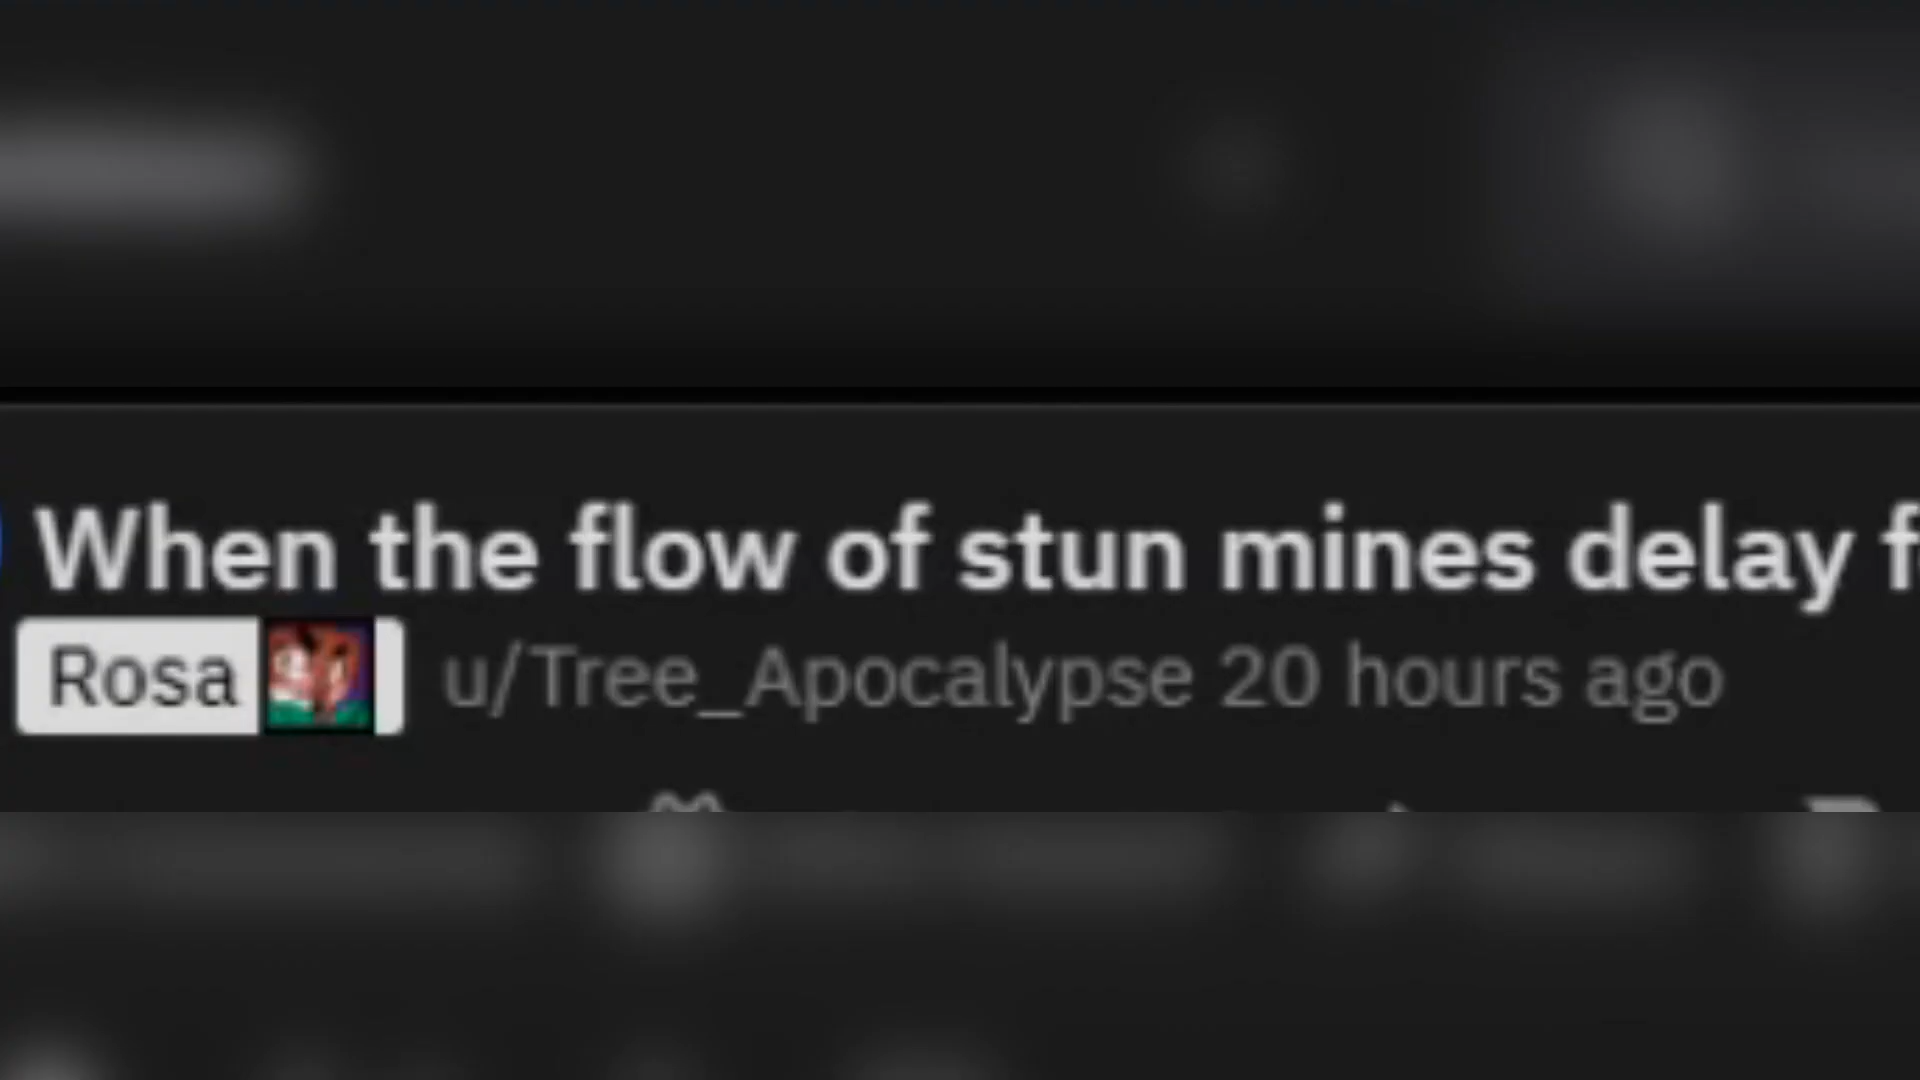 When the flow of stun mines delay
Rosa u/Tree_Apocalypse 20 hours ago